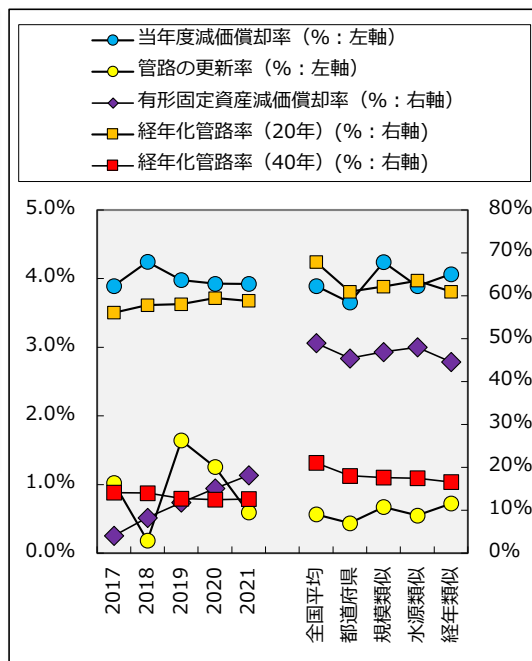 当年度減価償却率（%：左軸）
管路の更新率（%：左軸）
有形固定資産減価償却率（%：右軸）
経年化管路率（20年）(%：右軸)
経年化管路率（40年）(%：右軸)
5.0%
4.0%
3.0%
2.0%
1.0%
0.0%
80%
70%
60%
50%
40%
30%
20%
10%
0%
2017
2018
2019
2020
2021
全国平均
都道府県
規模類似
水源類似
経年類似